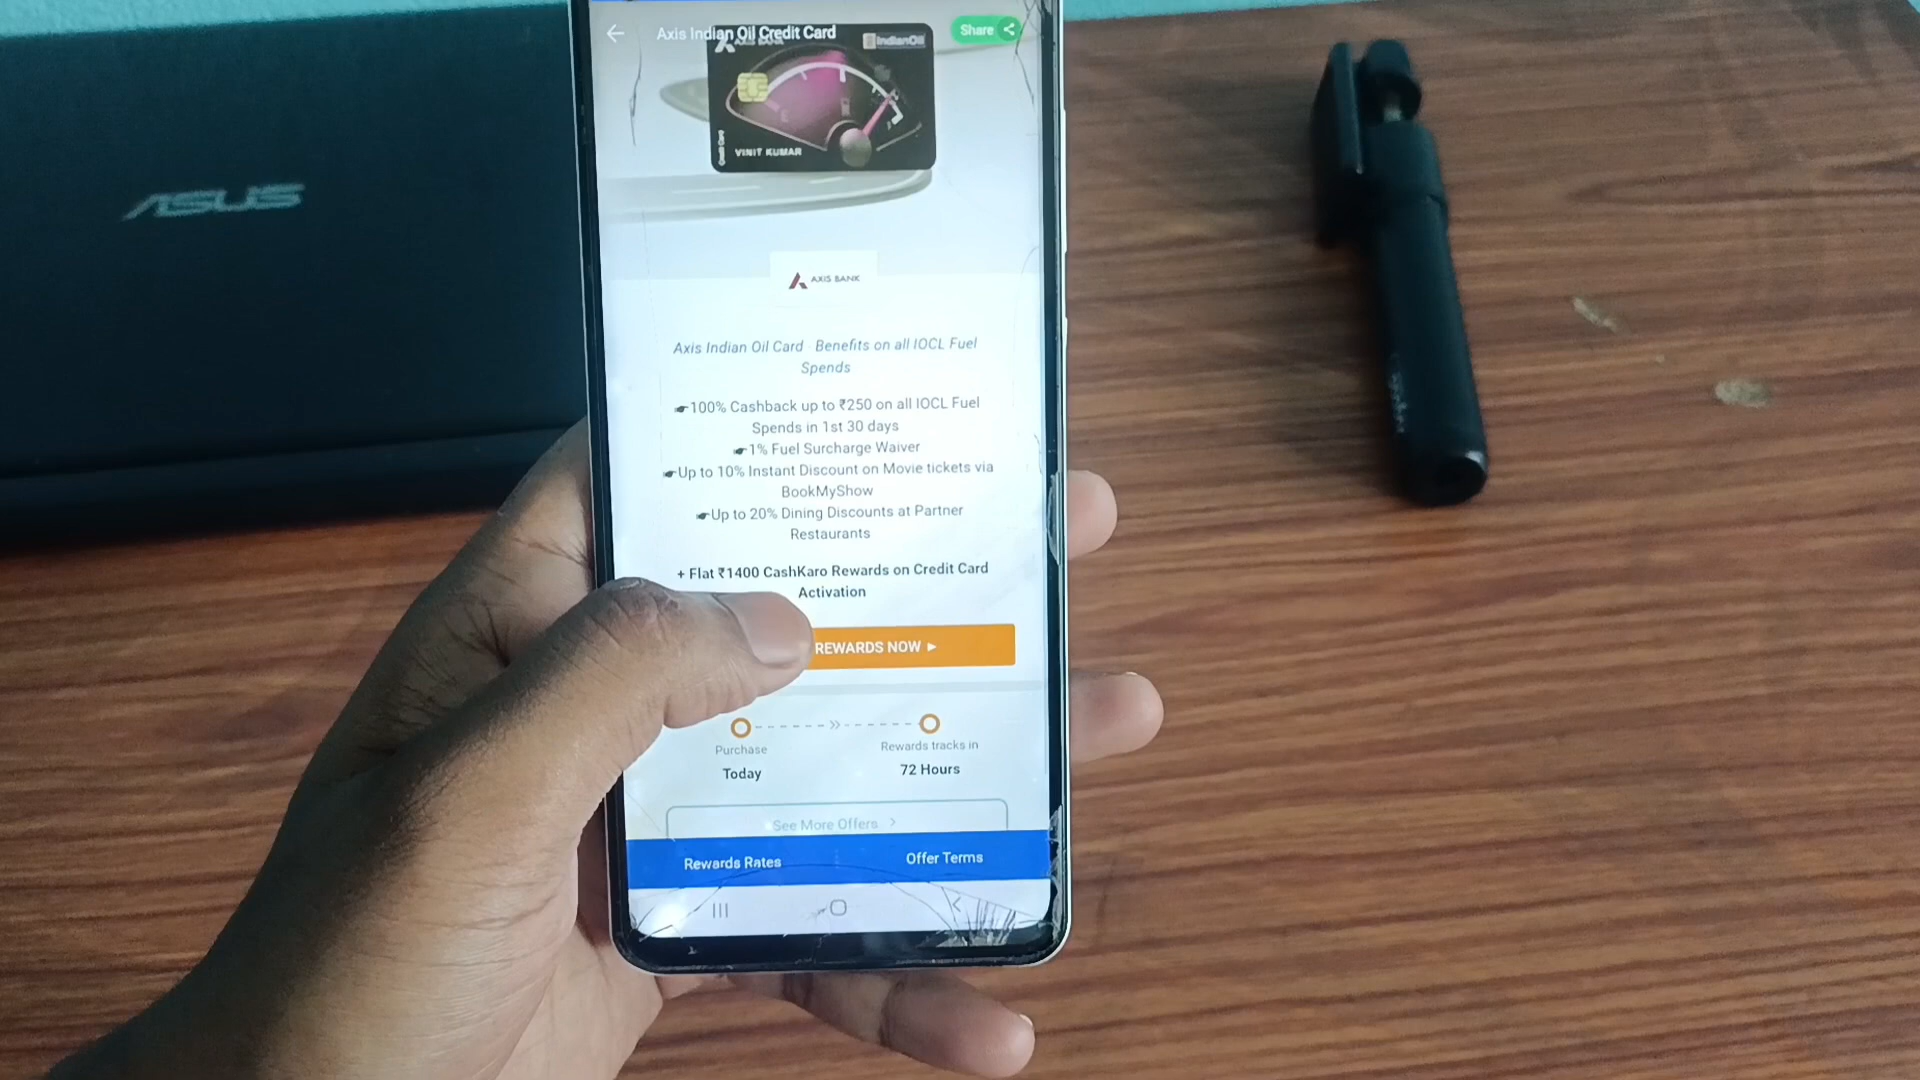 ASUS
Axis Indian Oil Credit Card
Share
AXIS BANK
IndianOil
Credit Card
VINIT KUMAR
AXIS BANK
Axis Indian Oil Card - Benefits on all IOCL Fuel
Spends
☛100% Cashback up to ₹250 on all IOCL Fuel
Spends in 1st 30 days
☛1% Fuel Surcharge Waiver
☛Up to 10% Instant Discount on Movie tickets via
BookMyShow
☛Up to 20% Dining Discounts at Partner
Restaurants
+ Flat ₹1400 CashKaro Rewards on Credit Card
Activation
REWARDS NOW ►
Purchase
Today
Rewards tracks in
72 Hours
See More Offers >
Rewards Rates
Offer Terms